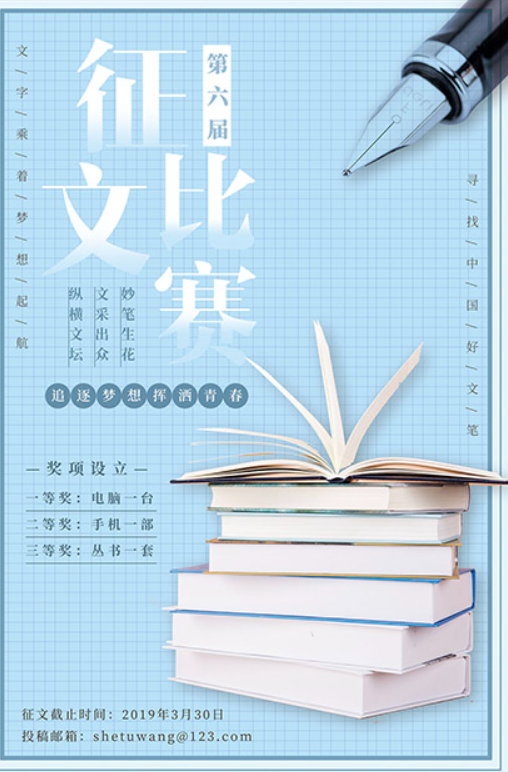 第六届
征文比赛
文/字/乘/着/梦/想/起/航
寻/找/中/国/好/文/笔
妙笔生花
文采出众
纵横文坛
追逐梦想挥洒青春
—奖项设立—
一等奖：电脑一台
二等奖：手机一部
三等奖：丛书一套
征文截止时间：2019年3月30日
投稿邮箱：shetuwang@123.com